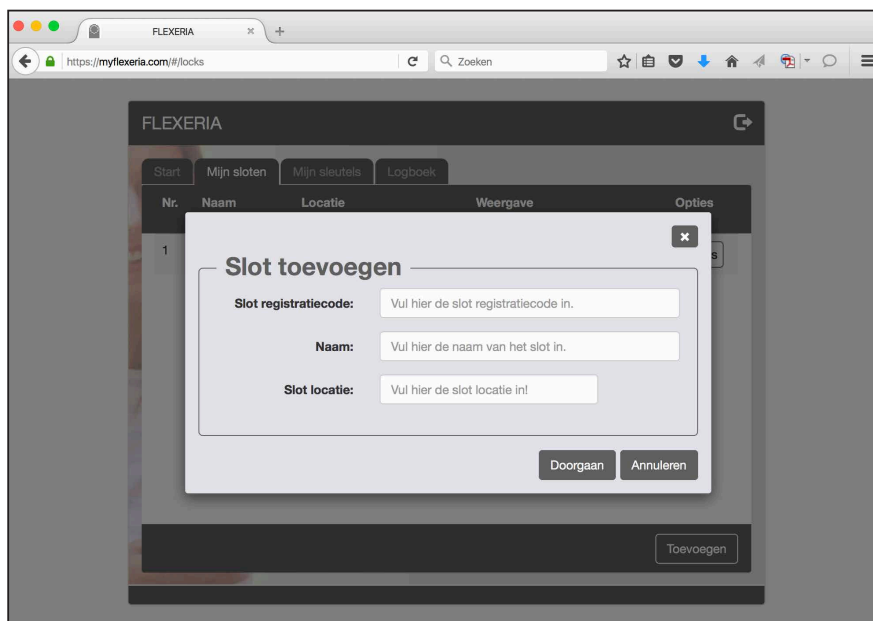 FLEXERIA
https://myflexeria.com/#/locks
Zoeken
FLEXERIA
Start Mijn sloten Mijn sleutels Logboek
Nr. Naam Locatie Weergave Opties
1 s
Slot toevoegen
Slot registratiecode: Vul hier de slot registratiecode in.
Naam: Vul hier de naam van het slot in.
Slot locatie: Vul hier de slot locatie in!
Doorgaan Annuleren
Toevoegen